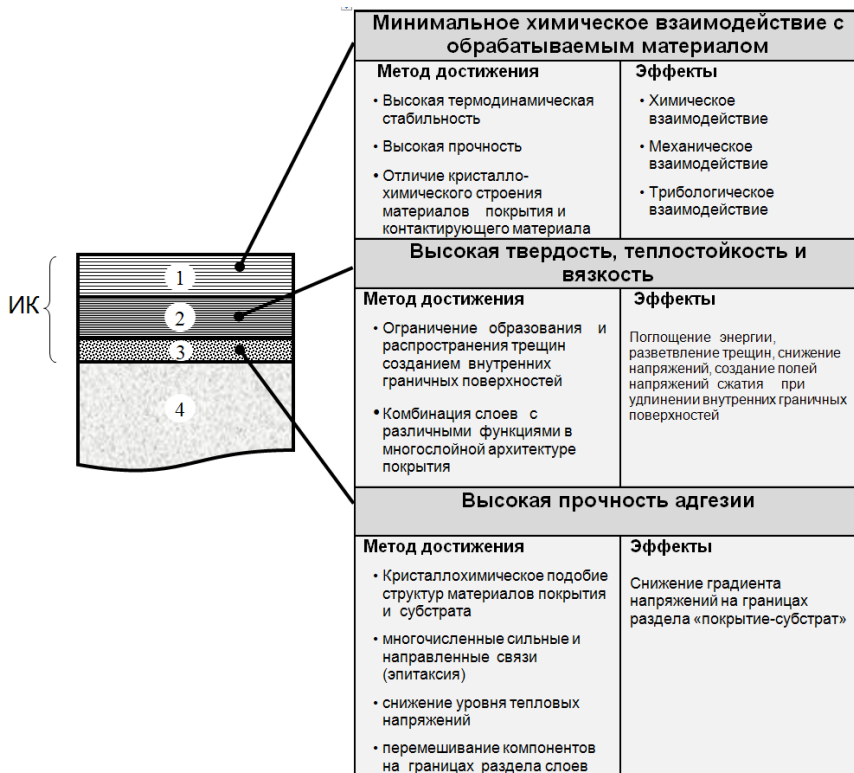 Минимальное химическое взаимодействие с
обрабатываемым материалом
Метод достижения
• Высокая термодинамическая
стабильность
• Высокая прочность
• Отличие кристалло-
химического строения
материалов покрытия и
контактирующего материала
Эффекты
• Химическое
взаимодействие
• Механическое
взаимодействие
• Трибологическое
взаимодействие
Высокая твердость, теплостойкость и
вязкость
Метод достижения
• Ограничение образования и
распространения трещин
созданием внутренних
граничных поверхностей
• Комбинация слоев с
различными функциями в
многослойной архитектуре
покрытия
Эффекты
Поглощение энергии,
разветвление трещин, снижение
напряжений, создание полей
напряжений сжатия при
удлинении внутренних граничных
поверхностей
Высокая прочность адгезии
Метод достижения
• Кристаллохимическое подобие
структур материалов покрытия
и субстрата
• многочисленные сильные и
направленные связи
(эпитаксия)
• снижение уровня тепловых
напряжений
• перемешивание компонентов
на границах раздела слоев
Эффекты
Снижение градиента
напряжений на границах
раздела «покрытие-субстрат»
ИК
1
2
3
4